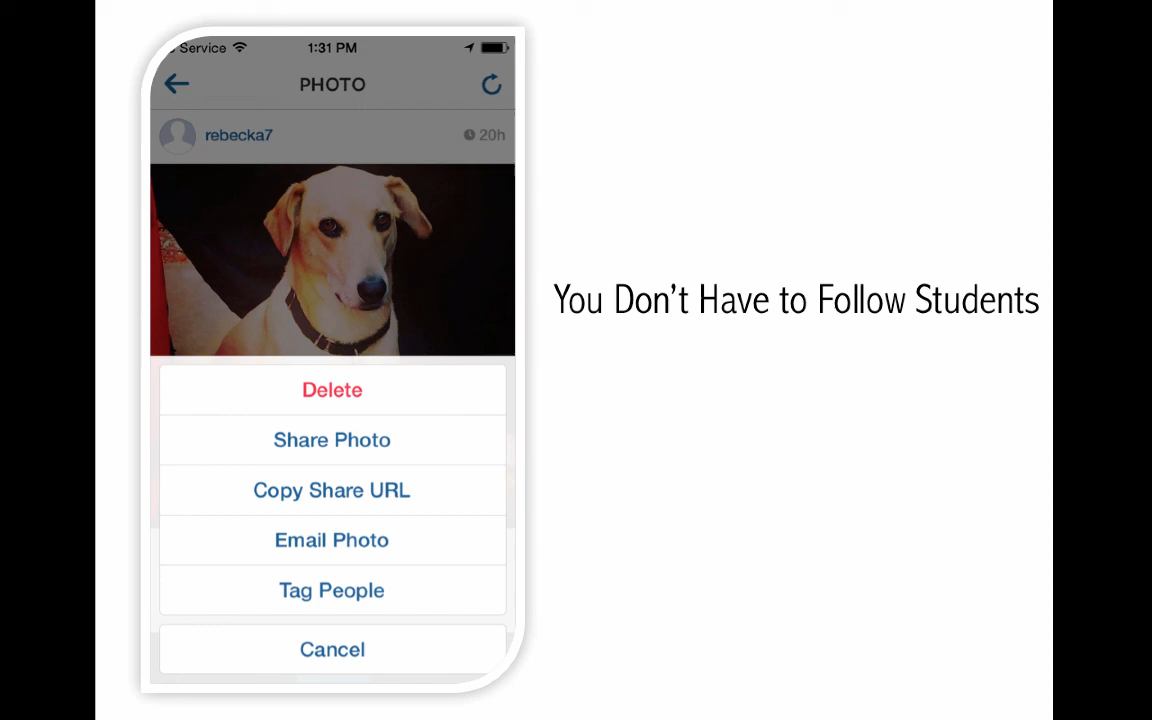 Service 1:31 PM
PHOTO
rebecka7 20h
You Don't Have to Follow Students
Delete
Share Photo
Copy Share URL
Email Photo
Tag People
Cancel